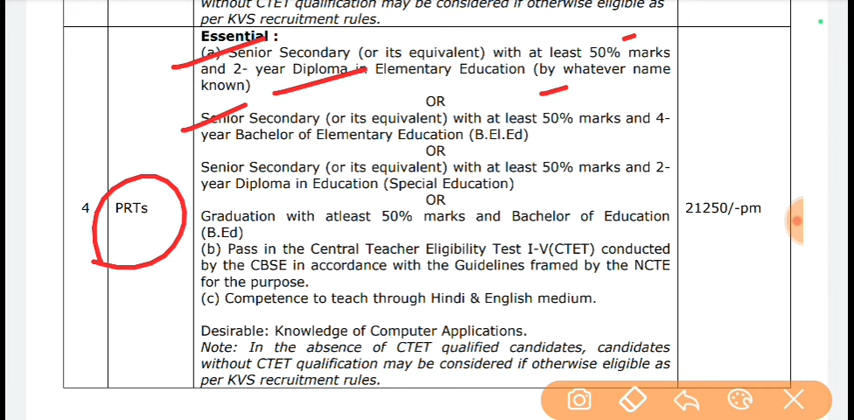 without CTET qualification may be considered if otherwise eligible as
per KVS recruitment rules.
Essential :
(a) Senior Secondary (or its equivalent) with at least 50% marks
and 2- year Diploma in Elementary Education (by whatever name
known)
OR
Senior Secondary (or its equivalent) with at least 50% marks and 4-
year Bachelor of Elementary Education (B.El.Ed)
OR
Senior Secondary (or its equivalent) with at least 50% marks and 2-
year Diploma in Education (Special Education)
OR
4 PRTs
Graduation with atleast 50% marks and Bachelor of Education
21250/-pm
(B.Ed)
(b) Pass in the Central Teacher Eligibility Test I-V(CTET) conducted
by the CBSE in accordance with the Guidelines framed by the NCTE
for the purpose.
(c) Competence to teach through Hindi & English medium.
Desirable: Knowledge of Computer Applications.
Note: In the absence of CTET qualified candidates, candidates
without CTET qualification may be considered if otherwise eligible as
per KVS recruitment rules.